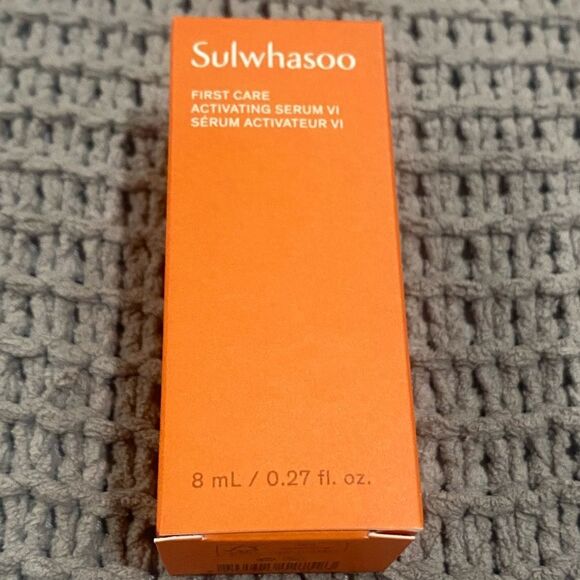 Sulwhasoo
FIRST CARE
ACTIVATING SERUM VI
SÉRUM ACTIVATEUR VI
8 mL / 0.27 fl. oz.